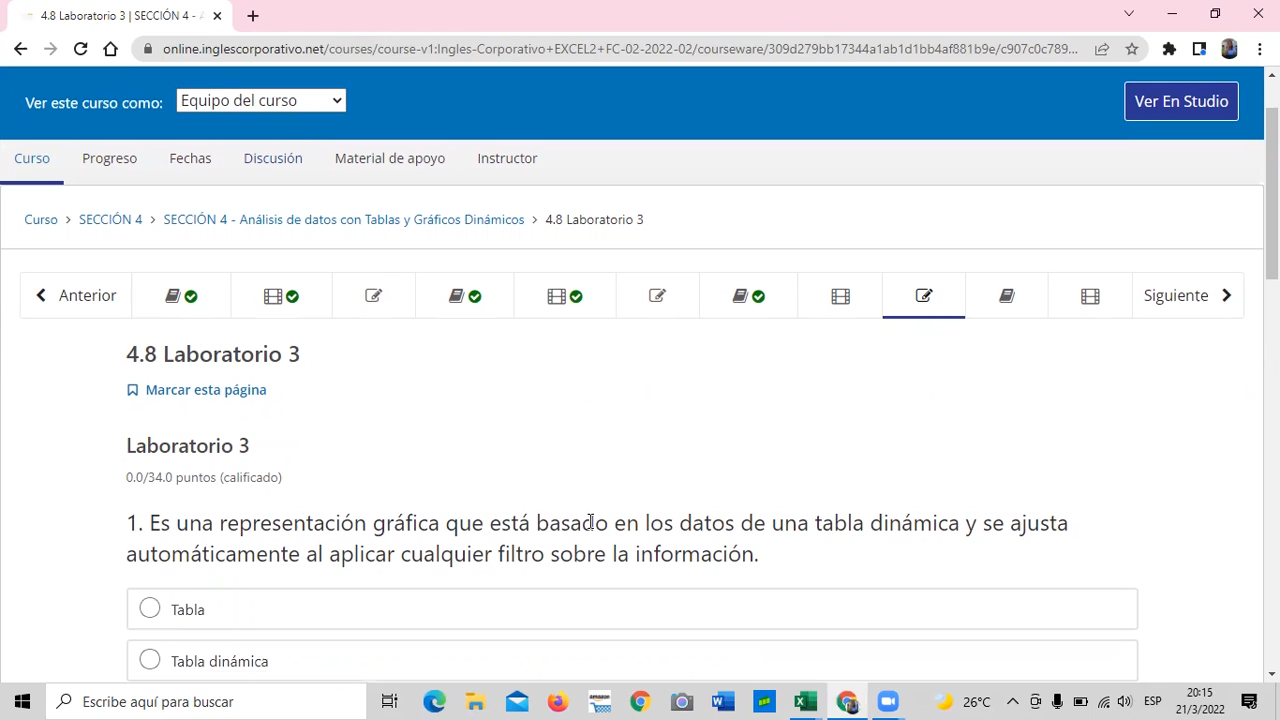 4.8 Laboratorio 3 | SECCIÓN 4 - A
online.inglescorporativo.net/courses/course-v1:Ingles-Corporativo+EXCEL2+FC-02-2022-02/courseware/309d279bb17344a1ab1d1bb4af881b9e/c907c0c789...
Ver este curso como:
Equipo del curso
Ver En Studio
Curso
Progreso
Fechas
Discusión
Material de apoyo
Instructor
Curso > SECCIÓN 4 > SECCIÓN 4 - Análisis de datos con Tablas y Gráficos Dinámicos > 4.8 Laboratorio 3
Anterior
Siguiente
4.8 Laboratorio 3
Marcar esta página
Laboratorio 3
0.0/34.0 puntos (calificado)
1. Es una representación gráfica que está basado en los datos de una tabla dinámica y se ajusta
automáticamente al aplicar cualquier filtro sobre la información.
Tabla
Tabla dinámica
Escribe aquí para buscar
amazon
26°C
ESP
20:15
21/3/2022